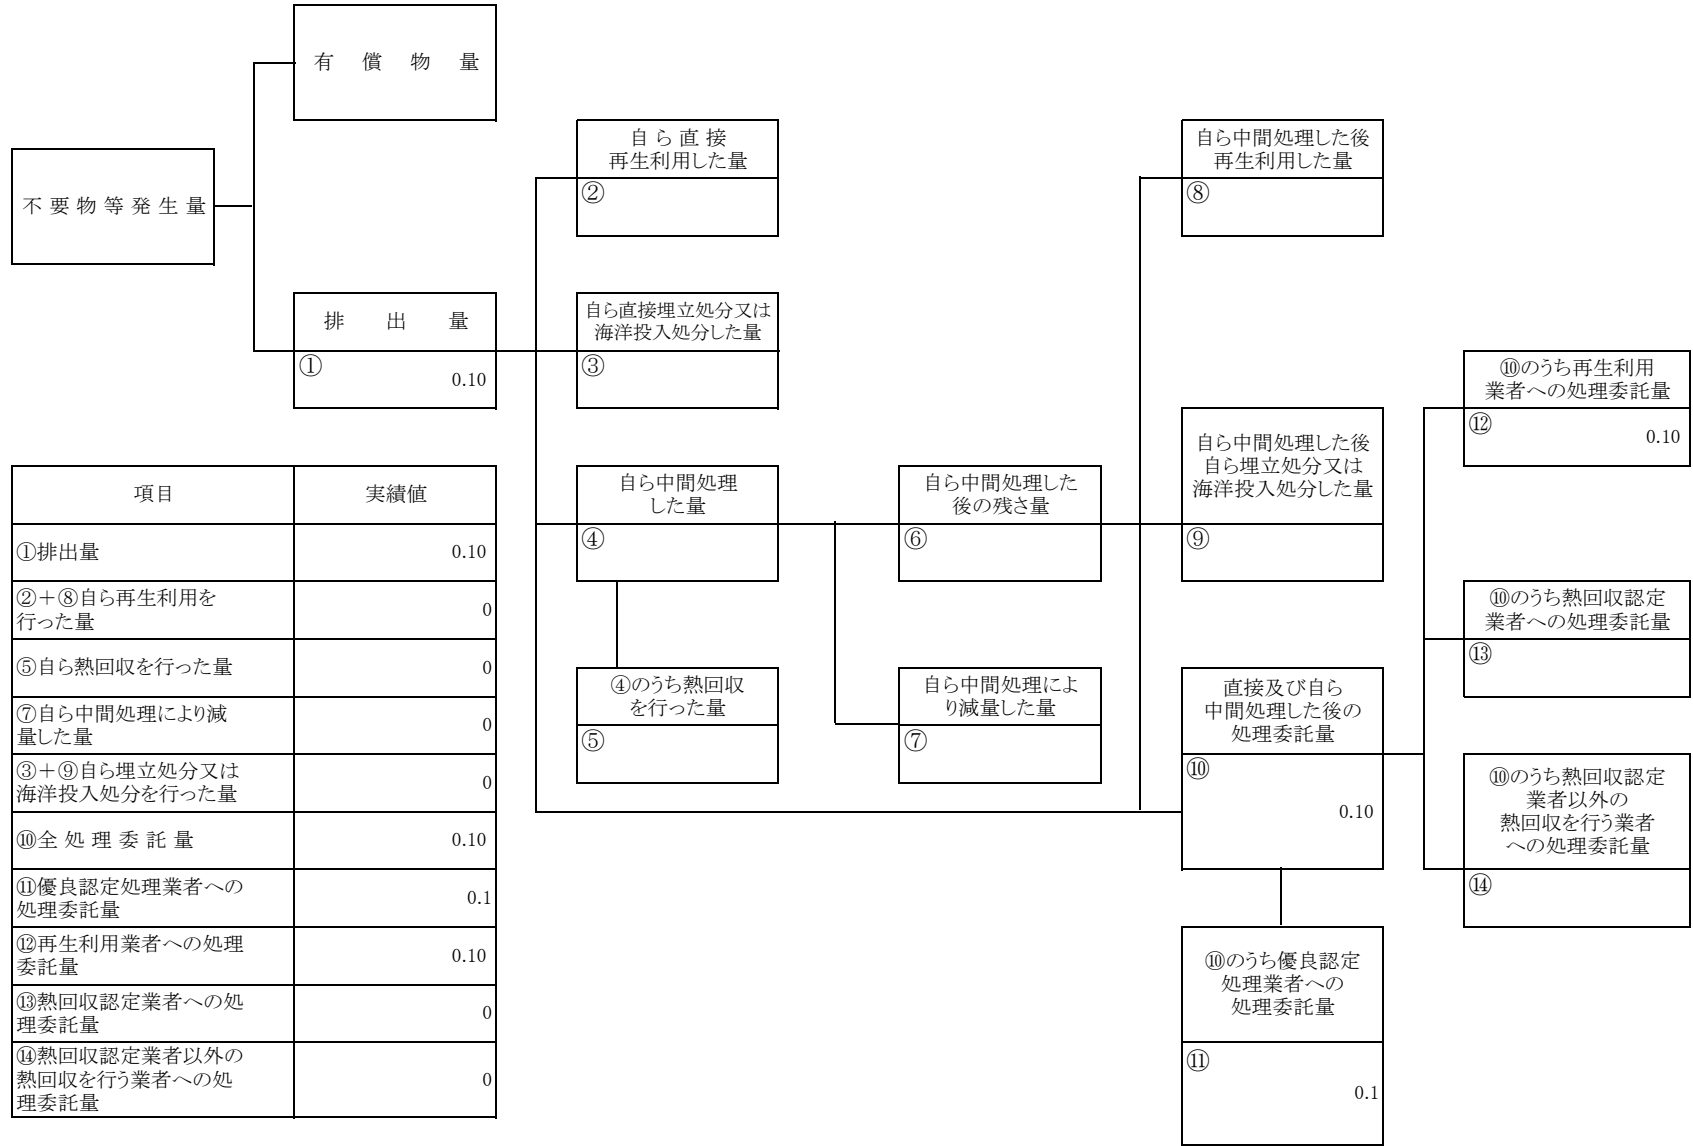 有償物量
不要物等発生量
排出量
①
0.10
自ら直接
再生利用した量
②
自ら直接埋立処分又は
海洋投入処分した量
③
自ら中間処理
した量
④
④のうち熱回収
を行った量
⑤
自ら中間処理した
後の残さ量
⑥
自ら中間処理によ
り減量した量
⑦
自ら中間処理した後
再生利用した量
⑧
自ら中間処理した後
自ら埋立処分又は
海洋投入処分した量
⑨
直接及び自ら
中間処理した後の
処理委託量
⑩
0.10
⑩のうち優良認定
処理業者への
処理委託量
⑪
0.1
⑩のうち再生利用
業者への処理委託量
⑫
0.10
⑩のうち熱回収認定
業者への処理委託量
⑬
⑩のうち熱回収認定
業者以外の
熱回収を行う業者
への処理委託量
⑭
項目 実績値
①排出量 0.10
②+⑧自ら再生利用を
行った量 0
⑤自ら熱回収を行った量 0
⑦自ら中間処理により減
量した量 0
③+⑨自ら埋立処分又は
海洋投入処分を行った量 0
⑩全処理委託量 0.10
⑪優良認定処理業者への
処理委託量 0.1
⑫再生利用業者への処理
委託量 0.10
⑬熱回収認定業者への処
理委託量 0
⑭熱回収認定業者以外の
熱回収を行う業者への処
理委託量 0